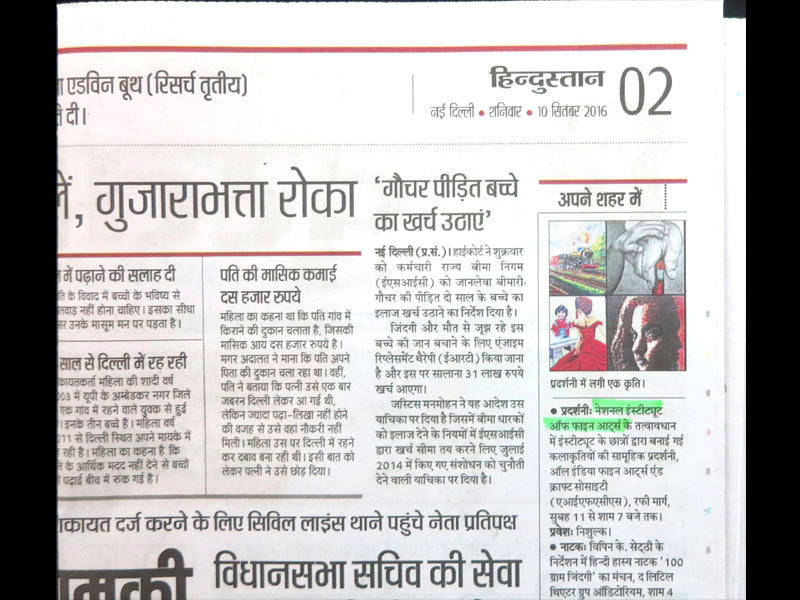 एडविन बूथ (रिसर्च तृतीय)
ते दी।
हिन्दुस्तान 02
नई दिल्ली • शनिवार • 10 सितंबर 2016
लें, गुजाराभत्ता रोका
में पढ़ाने की सलाह दी
ति के विवाद में बच्चों के भविष्य से
लवाड़ नहीं होना चाहिए। इसका सीधा
सर उनके मासूम मन पर पड़ता है।
साल से दिल्ली में रह रही
कायतकर्ता महिला की शादी वर्ष
003 में यूपी के अम्बेडकर नगर जिले
एक गांव में रहने वाले युवक से हुई
इनके तीन बच्चे हैं। महिला वर्ष
011 से दिल्ली स्थित अपने मायके में
रही है। महिला का कहना है कि
के आर्थिक मदद नहीं देने से बच्चों
पढ़ाई बीच में रुक गई है।
पति की मासिक कमाई
दस हजार रुपये
महिला का कहना था कि पति गांव में
किराने की दुकान चलाता है, जिसकी
मासिक आय दस हजार रुपये है।
मगर अदालत ने माना कि पति अपने
पिता की दुकान चला रहा था। वहीं,
पति ने बताया कि पत्नी उसे एक बार
जबरन दिल्ली लेकर आ गई थी,
लेकिन ज्यादा पढ़ा-लिखा नहीं होने
की वजह से उसे वहां नौकरी नहीं
मिली। महिला उस पर दिल्ली में रहने
का दबाव बना रही थी। इसी बात को
लेकर पत्नी ने उसे छोड़ दिया।
‘गौचर पीड़ित बच्चे
का खर्च उठाएं’
नई दिल्ली (प्र.सं.)। हाईकोर्ट ने शुक्रवार
को कर्मचारी राज्य बीमा निगम
(ईएसआईसी) को जानलेवा बीमारी
गौचर की पीड़ित दो साल के बच्चे का
इलाज खर्च उठाने का निर्देश दिया है।
जिंदगी और मौत से जूझ रहे इस
बच्चे की जान बचाने के लिए एंजाइम
रिप्लेसमेंट थैरेपी (ईआरटी) किया जाना
है और इस पर सालाना 31 लाख रुपये
खर्च आएगा।
जस्टिस मनमोहन ने यह आदेश उस
याचिका पर दिया है जिसमें बीमा धारकों
को इलाज देने के नियमों में ईएसआईसी
द्वारा खर्च सीमा तय करने लिए जुलाई
2014 में किए गए संशोधन को चुनौती
देने वाली याचिका पर दिया है।
अपने शहर में
प्रदर्शनी में लगी एक कृति।
• प्रदर्शनी: नेशनल इंस्टीट्यूट
ऑफ फाइन आर्ट्स के तत्वावधान
में इंस्टीट्यूट के छात्रों द्वारा बनाई गई
कलाकृतियों की सामूहिक प्रदर्शनी,
ऑल इंडिया फाइन आर्ट्स एंड
क्राफ्ट सोसाइटी
(एआईएफएसीएस), रफी मार्ग,
सुबह 11 से शाम 7 बजे तक।
प्रवेश: निशुल्क।
• नाटक: विपिन के. सेट्ठी के
निर्देशन में हिन्दी हास्य नाटक ‘100
ग्राम जिंदगी’ का मंचन, द लिटिल
थिएटर ग्रुप ऑडिटोरियम, शाम 4
कायत दर्ज करने के लिए सिविल लाइंस थाने पहुंचे नेता प्रतिपक्ष
विधानसभा सचिव की सेवा